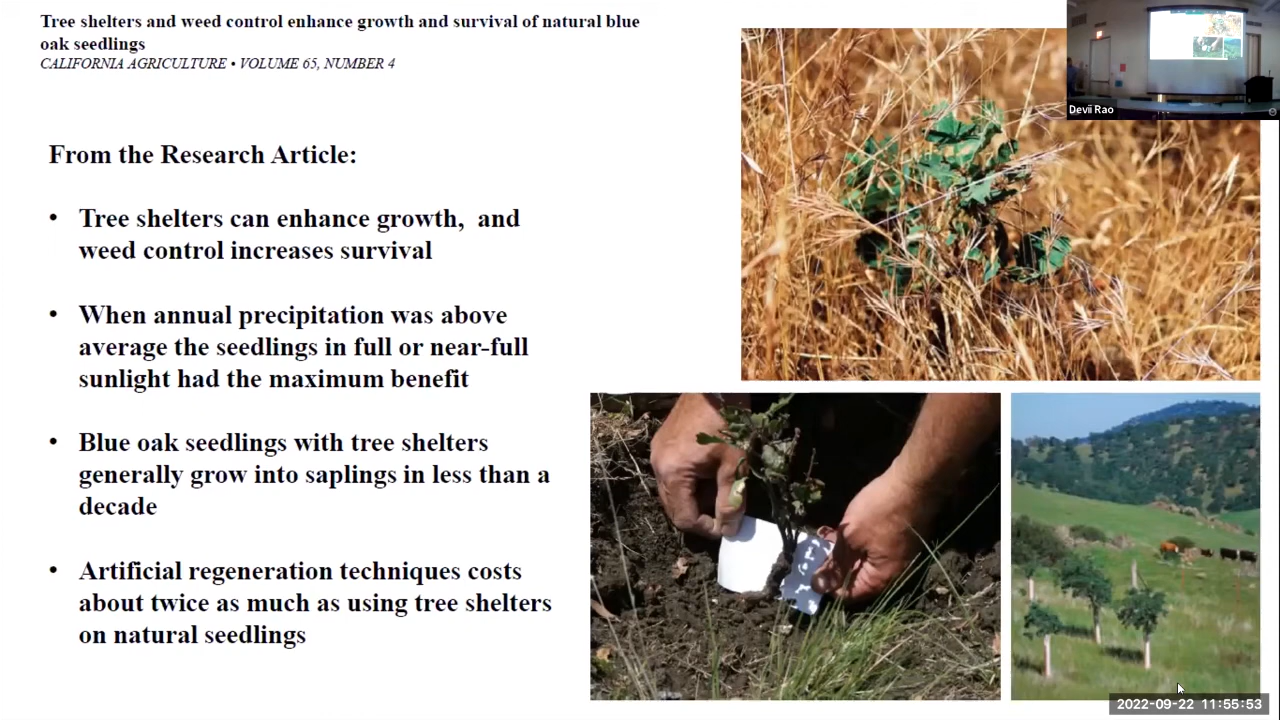 Tree shelters and weed control enhance growth and survival of natural blue
oak seedlings
CALIFORNIA AGRICULTURE • VOLUME 65, NUMBER 4
From the Research Article:
• Tree shelters can enhance growth,  and
weed control increases survival
• When annual precipitation was above
average the seedlings in full or near-full
sunlight had the maximum benefit
• Blue oak seedlings with tree shelters
generally grow into saplings in less than a
decade
• Artificial regeneration techniques costs
about twice as much as using tree shelters
on natural seedlings
Devii Rao
2022-09-22 11:55:53